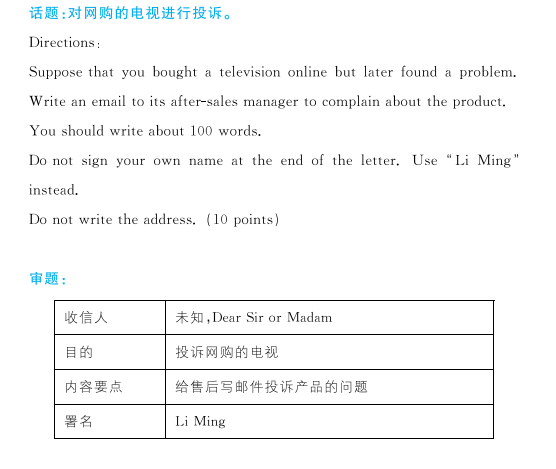 话题:对网购的电视进行投诉。
Directions:
Suppose that you bought a television online but later found a problem.
Write an email to its after-sales manager to complain about the product.
You should write about 100 words.
Do not sign your own name at the end of the letter. Use "Li Ming"
instead.
Do not write the address. (10 points)
审题:
收信人 未知,Dear Sir or Madam
目的 投诉网购的电视
内容要点 给售后写邮件投诉产品的问题
署名 Li Ming